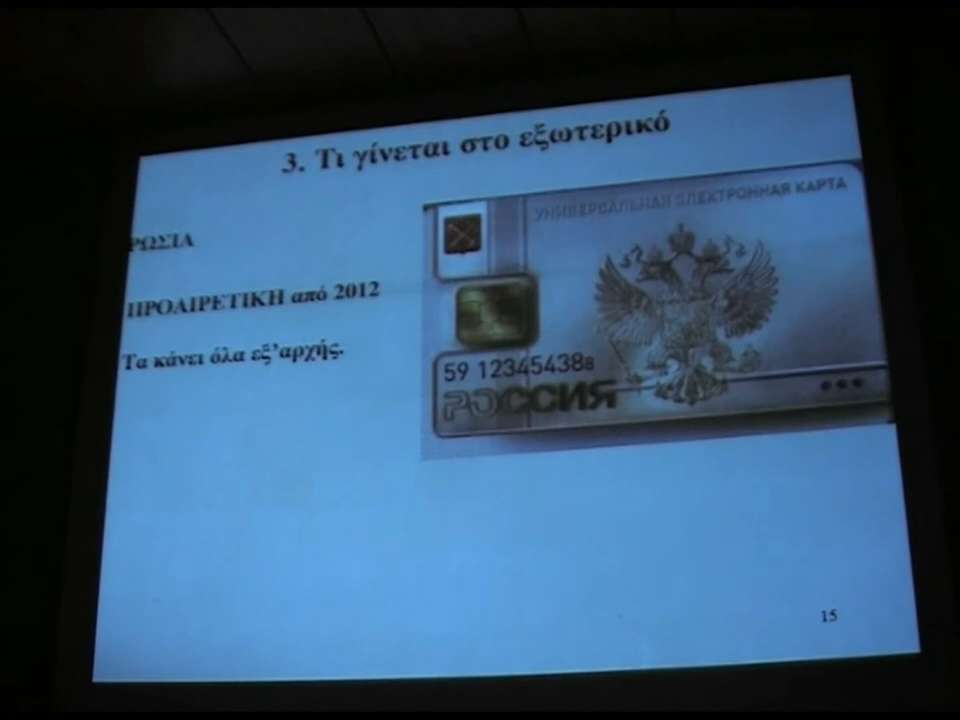 3. Τι γίνεται στο εξωτερικό
ΡΩΣΙΑ
ΠΡΟΑΙΡΕΤΙΚΗ από 2012
Τα κάνει όλα εξ’αρχής.
УНИВЕРСАЛЬНАЯ ЭЛЕКТРОННАЯ КАРТА
59 12345438в
РОССИЯ
15